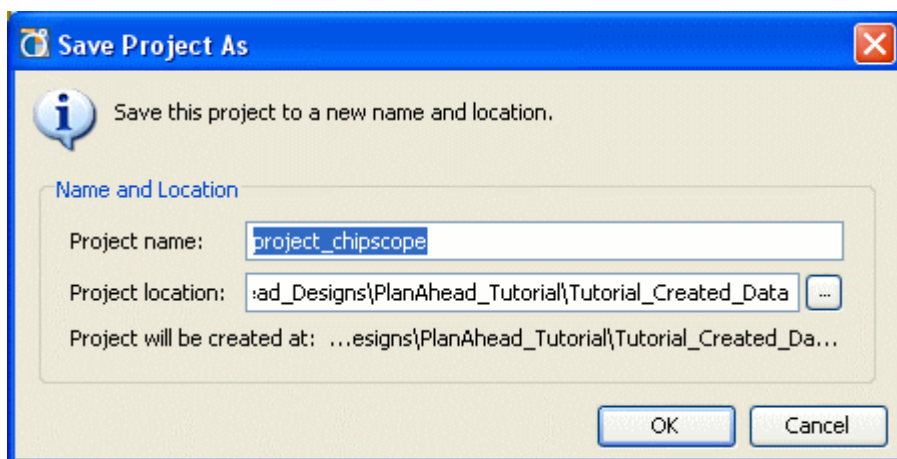 Save Project As
Save this project to a new name and location.
Name and Location
Project name: project_chipscope
Project location: ad_Designs\PlanAhead_Tutorial\Tutorial_Created_Data ...
Project will be created at: ...esigns\PlanAhead_Tutorial\Tutorial_Created_Da...
OK Cancel